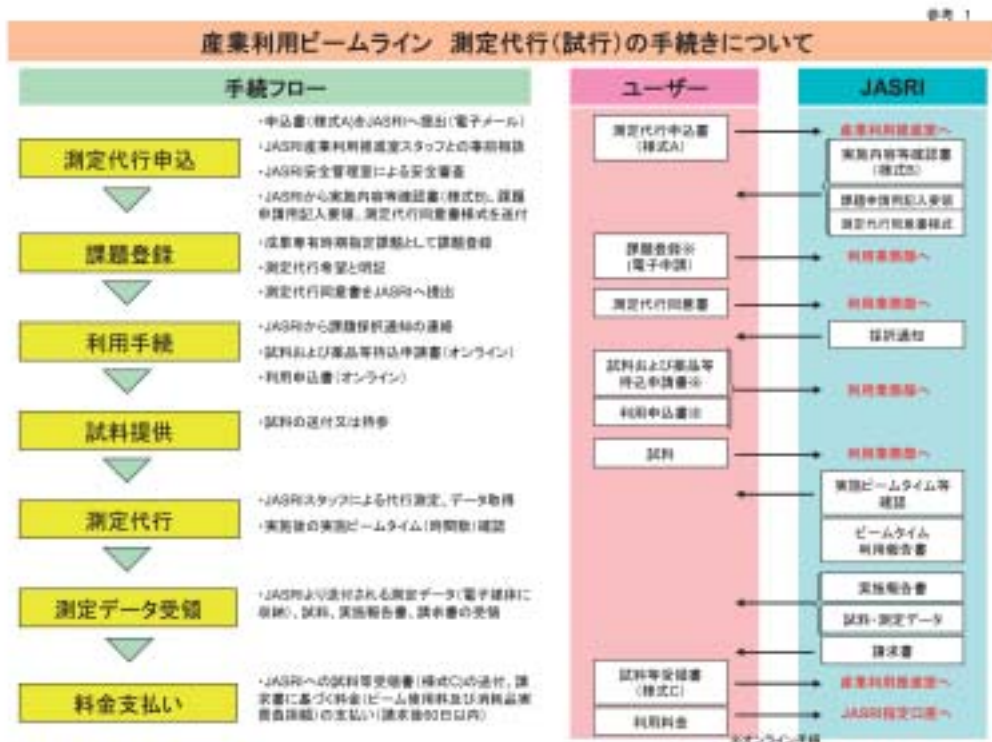 参考 1
産業利用ビームライン 測定代行(試行)の手続きについて
手続フロー
ユーザー
JASRI
測定代行申込
・申込書(様式A)をJASRIへ提出(電子メール)
・JASRI産業利用推進室スタッフとの事前相談
・JASRI安全管理室による安全審査
・JASRIから実施内容等確認書(様式B)、課題
申請用記入要領、測定代行同意書様式を送付
測定代行申込書
(様式A)
産業利用推進室へ
実施内容等確認書
(様式B)
課題申請用記入要領
測定代行同意書様式
課題登録
・成果専有時期指定課題として課題登録
・測定代行希望と明記
・測定代行同意書をJASRIへ提出
課題登録※
(電子申請)
利用業務部へ
測定代行同意書
利用業務部へ
利用手続
・JASRIから課題採択通知の連絡
・試料および薬品等持込申請書(オンライン)
・利用申込書(オンライン)
採択通知
試料および薬品等
持込申請書※
利用申込書※
利用業務部へ
試料提供
・試料の送付又は持参
試料
利用業務部へ
測定代行
・JASRIスタッフによる代行測定、データ取得
・実施後の実施ビームタイム(時間数)確認
実施ビームタイム等
確認
ビームタイム
利用報告書
測定データ受領
・JASRIより送付される測定データ(電子媒体に
収納)、試料、実施報告書、請求書の受領
実施報告書
試料・測定データ
請求書
料金支払い
・JASRIへの試料等受領書(様式C)の送付、請
求書に基づく料金(ビーム使用料及び消耗品実
の支払い(請求後60日以内)
試料等受領書
(様式C)
産業利用推進室へ
利用料金
JASRI指定口座へ
※オンライン手続